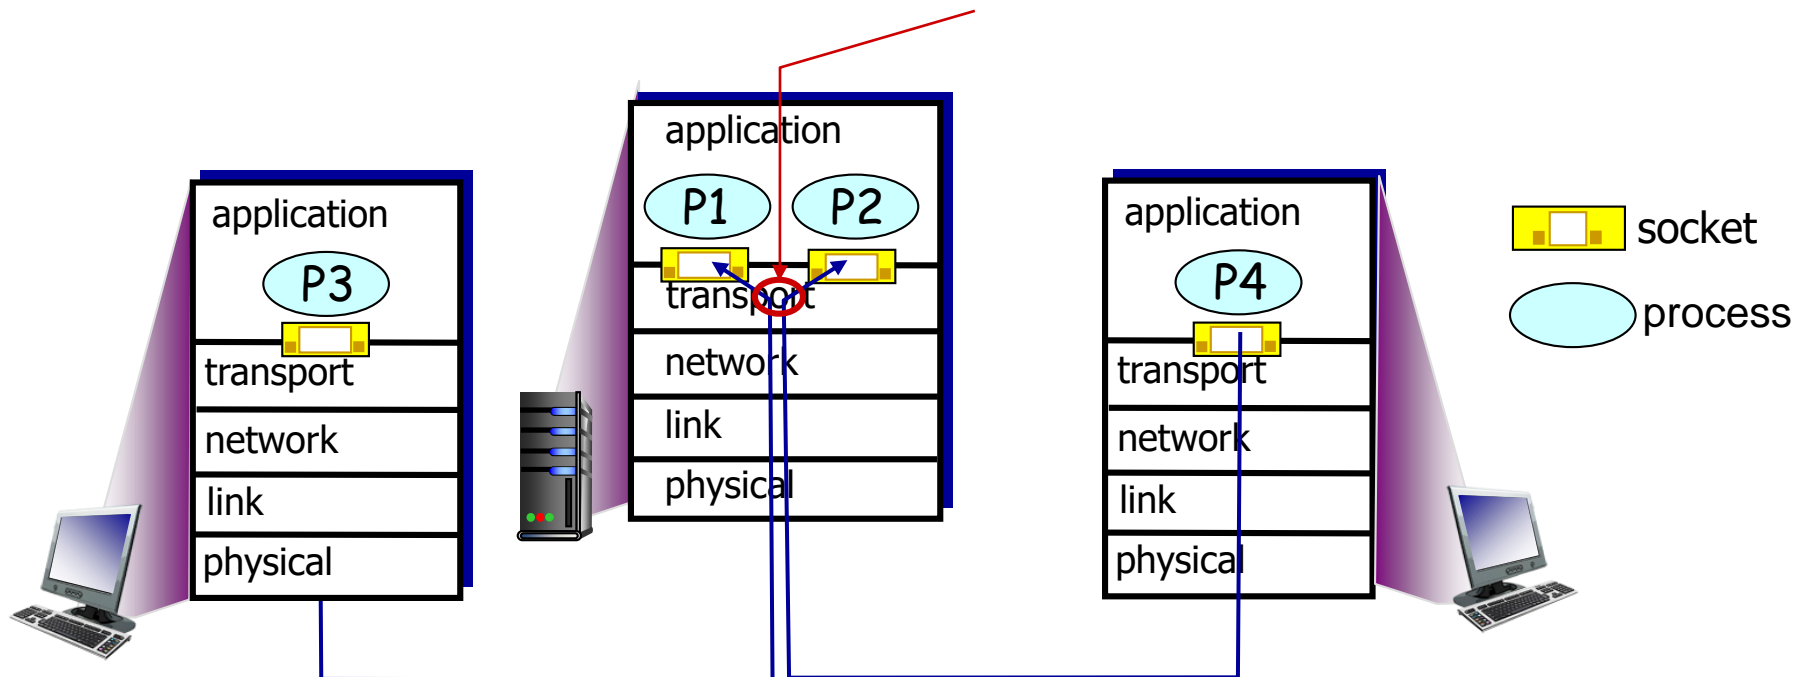 application
P3
transport
network
link
physical
application
P1 P2
transport
network
link
physical
application
P4
transport
network
link
physical
socket
process